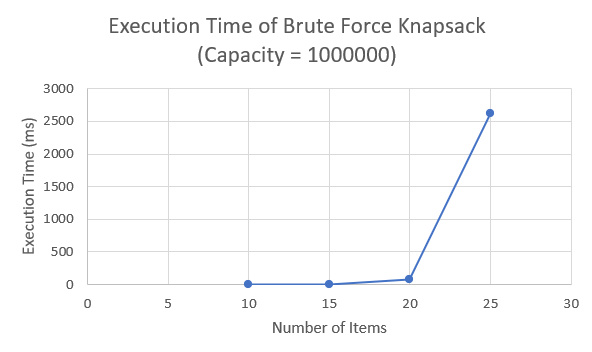 Execution Time of Brute Force Knapsack
(Capacity = 1000000)
Execution Time (ms)
3000
2500
2000
1500
1000
500
0
0 5 10 15 20 25 30
Number of Items